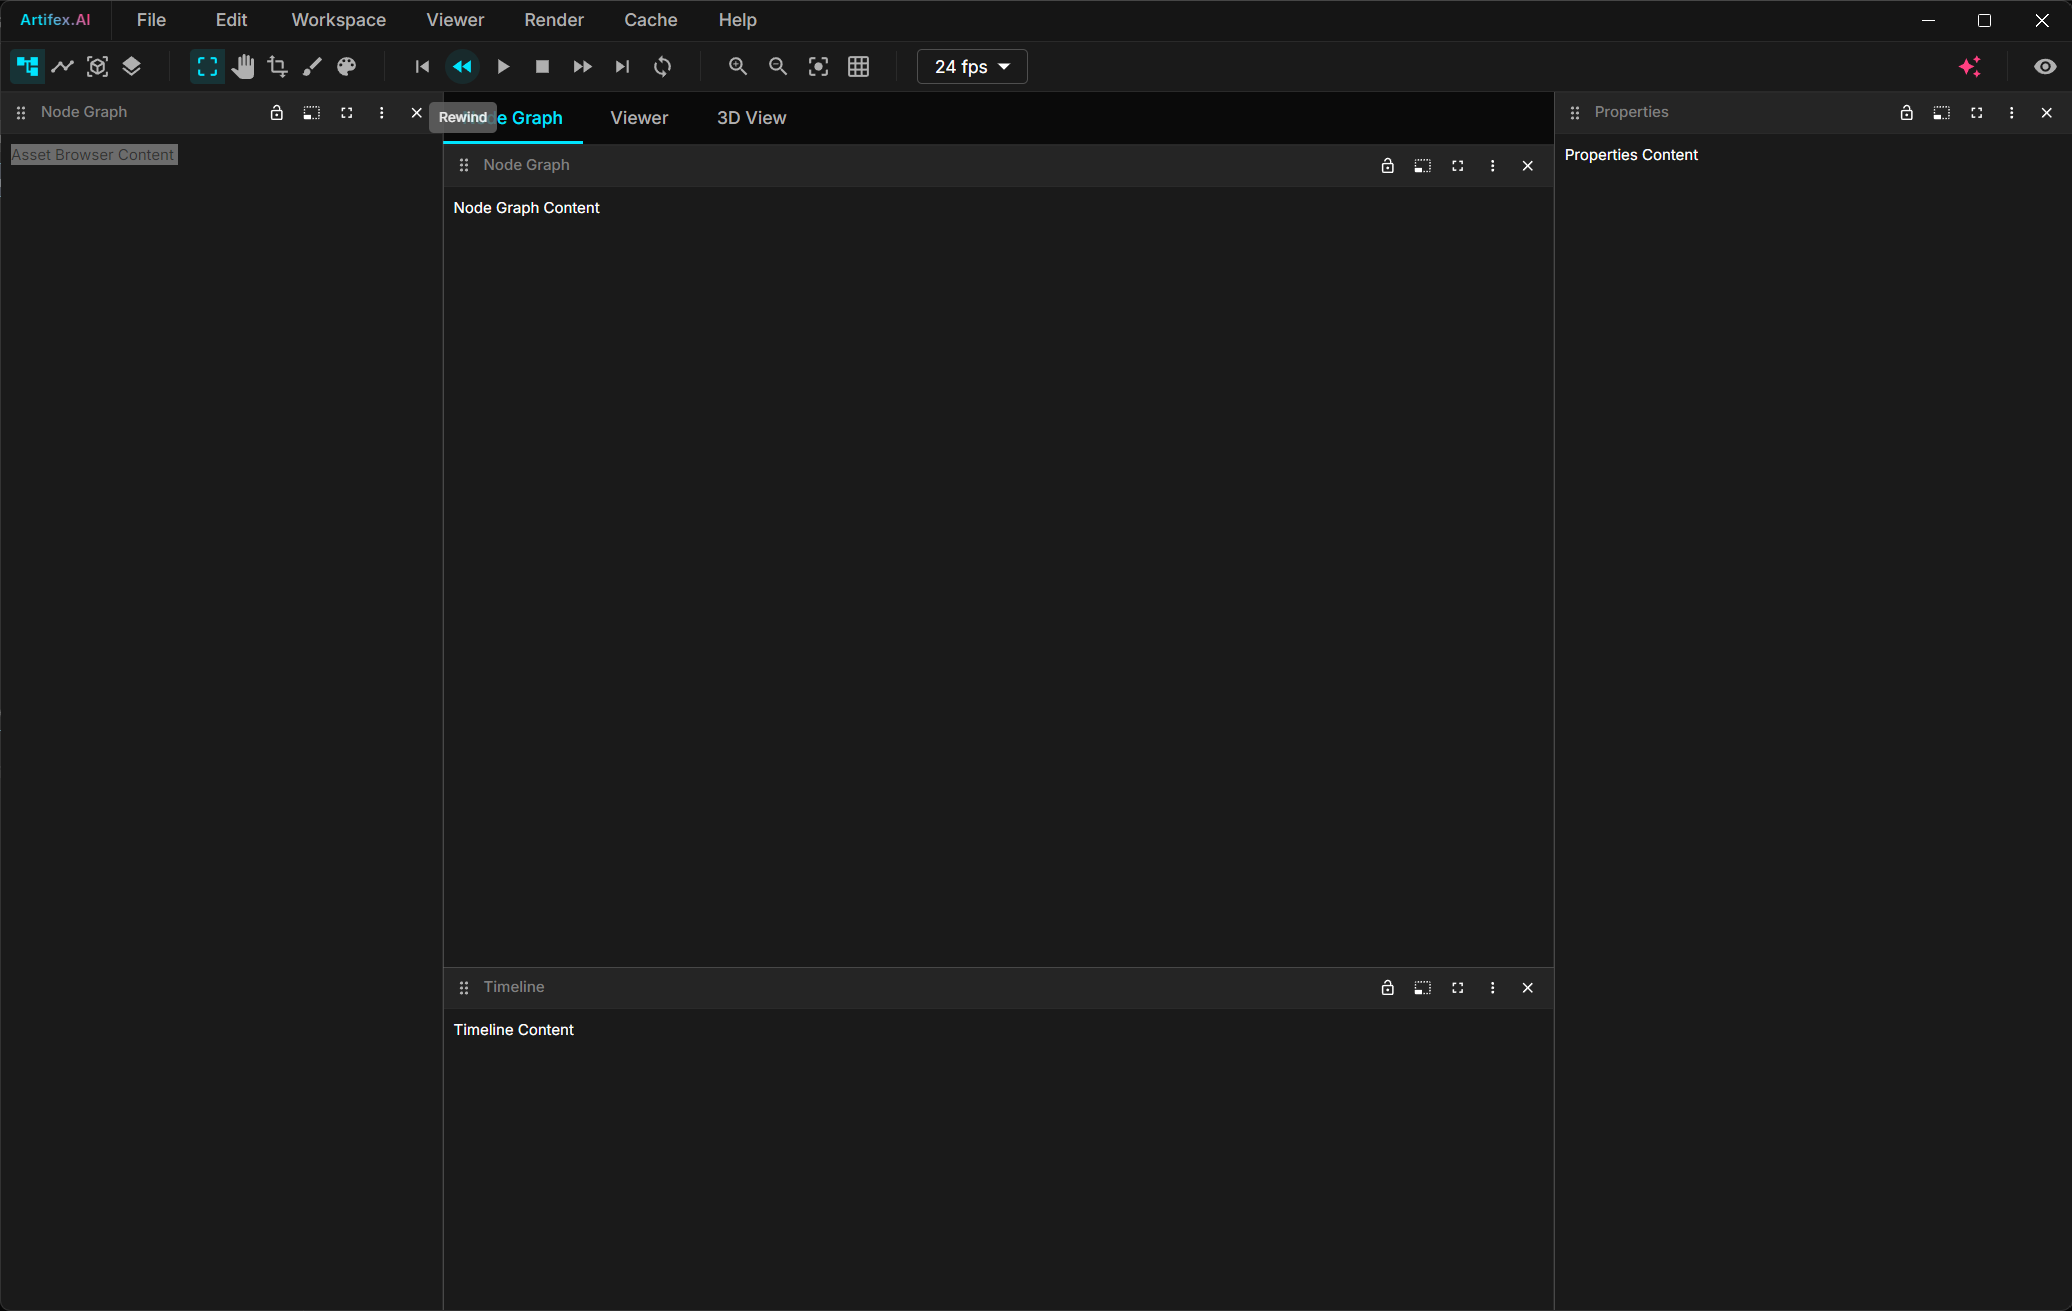 Artifex.AI File Edit Workspace Viewer Render Cache Help
24 fps
Node Graph
Rewind
e Graph Viewer 3D View
Properties
Asset Browser Content
Node Graph
Properties Content
Node Graph Content
Timeline
Timeline Content